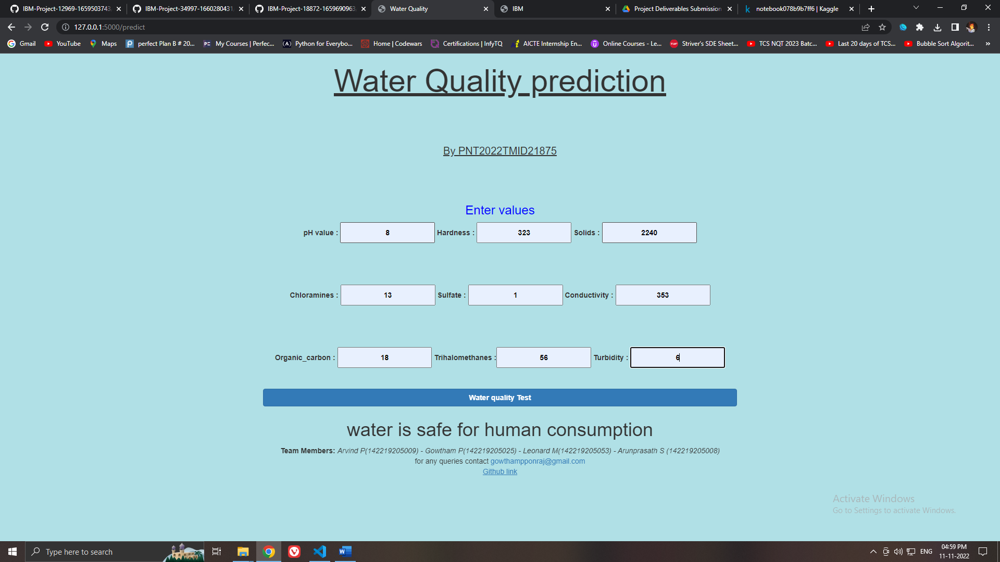 IBM-Project-12969-1659503743
IBM-Project-34997-1660280431
IBM-Project-18872-1659690963
Water Quality
IBM
Project Deliverables Submission
notebook078b9b7ff6 | Kaggle
127.0.0.1:5000/predict
Gmail
YouTube
Maps
perfect Plan B # 20...
My Courses | Perfec...
Python for Everybo...
Home | Codewars
Certifications | InfyTQ
AICTE Internship En...
Online Courses - Le...
Striver's SDE Sheet...
TCS NQT 2023 Batc...
Last 20 days of TCS...
Bubble Sort Algorit...
Water Quality prediction
By PNT2022TMID21875
Enter values
pH value : 8 Hardness : 323 Solids : 2240
Chloramines : 13 Sulfate : 1 Conductivity : 353
Organic_carbon : 18 Trihalomethanes : 56 Turbidity : 6
Water quality Test
water is safe for human consumption
Team Members: Arvind P(142219205009) - Gowtham P(142219205025) - Leonard M(142219205053) - Arunprasath S (142219205008)
for any queries contact gowthampponraj@gmail.com
Github link
Activate Windows
Go to Settings to activate Windows.
Type here to search
ENG
04:59 PM
11-11-2022